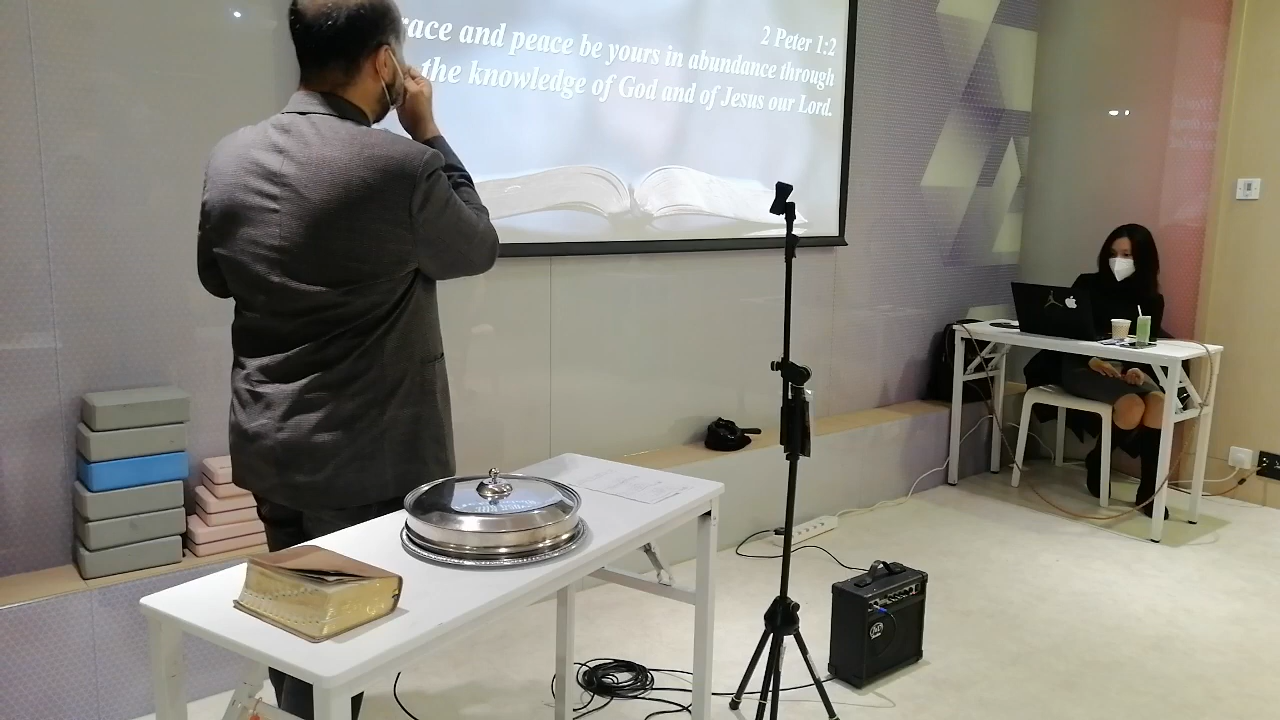 2 Peter 1:2
race and peace be yours in abundance through
the knowledge of God and of Jesus our Lord.